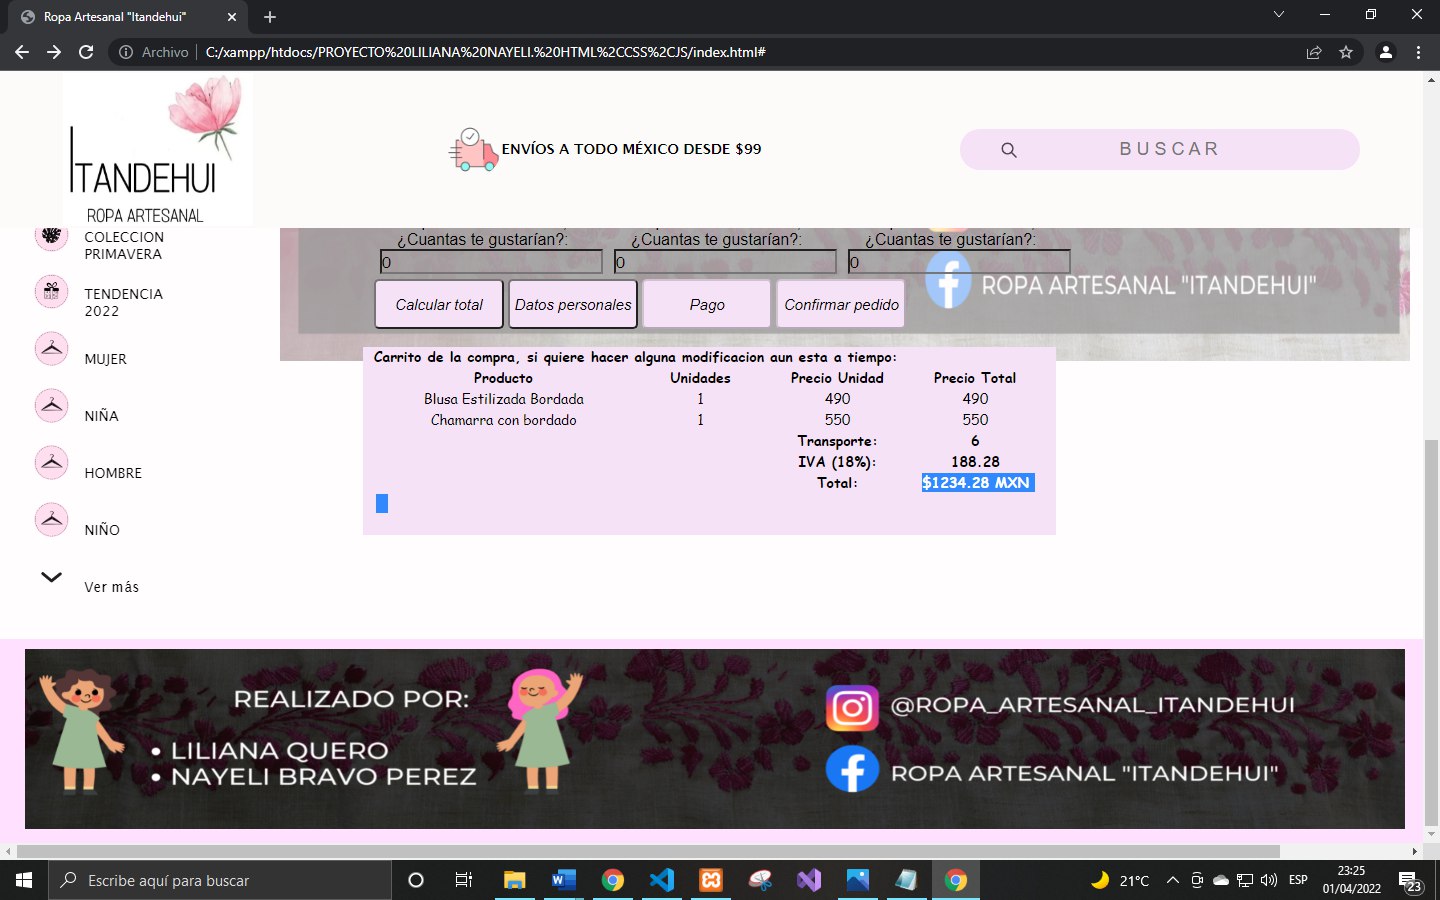 Ropa Artesanal "Itandehui"
Archivo
C:/xampp/htdocs/PROYECTO%20LILIANA%20NAYELI.%20HTML%2CCSS%2CJS/index.html#
ITANDEHUI
ROPA ARTESANAL
ENVÍOS A TODO MÉXICO DESDE $99
BUSCAR
COLECCION
PRIMAVERA
TENDENCIA
2022
MUJER
NIÑA
HOMBRE
NIÑO
Ver más
¿Cuantas te gustarían?: ¿Cuantas te gustarían?: ¿Cuantas te gustarían?:
0 0 0
ROPA ARTESANAL "ITANDEHUI"
Calcular total Datos personales Pago Confirmar pedido
Carrito de la compra, si quiere hacer alguna modificacion aun esta a tiempo:
Producto Unidades Precio Unidad Precio Total
Blusa Estilizada Bordada 1 490 490
Chamarra con bordado 1 550 550
Transporte: 6
IVA (18%): 188.28
Total: $1234.28 MXN
REALIZADO POR:
• LILIANA QUERO
• NAYELI BRAVO PEREZ
@ROPA_ARTESANAL_ITANDEHUI
ROPA ARTESANAL "ITANDEHUI"
Escribe aquí para buscar
21°C
ESP
23:25
01/04/2022
23